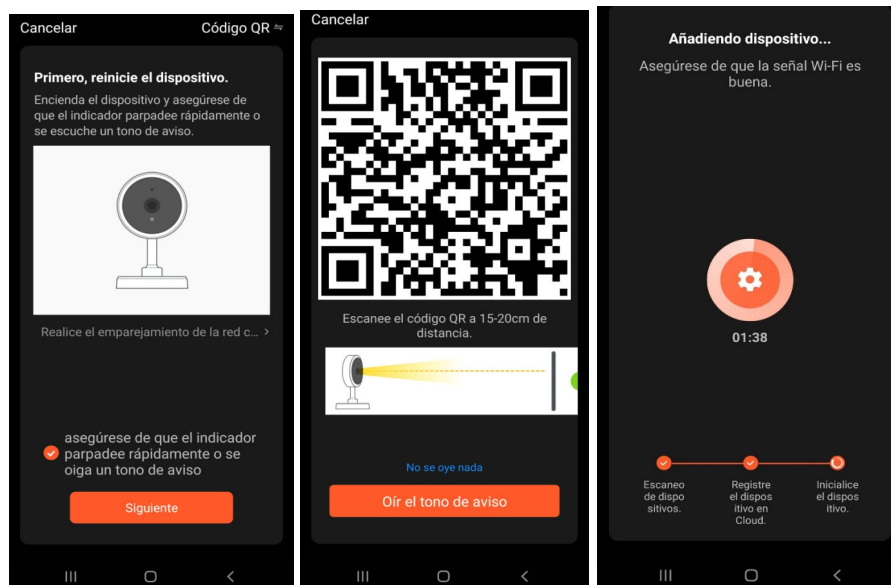 Cancelar
Código QR
Primero, reinicie el dispositivo.
Encienda el dispositivo y asegúrese de
que el indicador parpadee rápidamente o
se escuche un tono de aviso.
Realice el emparejamiento de la red c... >
asegúrese de que el indicador
parpadee rápidamente o se
oiga un tono de aviso
Siguiente
Cancelar
Escanee el código QR a 15-20cm de
distancia.
No se oye nada
Oír el tono de aviso
Añadiendo dispositivo...
Asegúrese de que la señal Wi-Fi es
buena.
01:38
Escaneo
de dispo
sitivos.
Registre
el dispos
itivo en
Cloud.
Inicialice
el dispos
itivo.